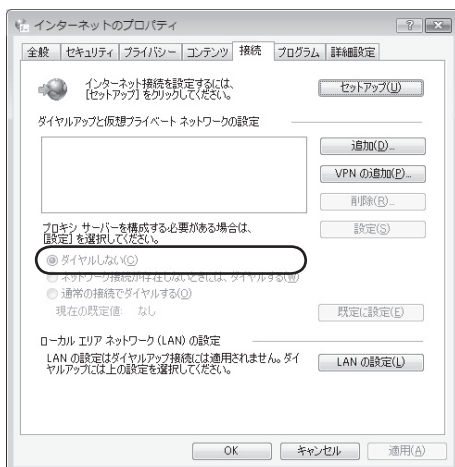 インターネットのプロパティ
全般 セキュリティ プライバシー コンテンツ 接続 プログラム 詳細設定
インターネット接続を設定するには、
[セットアップ] をクリックしてください。
セットアップ(U)
ダイヤルアップと仮想プライベート ネットワークの設定
追加(D)...
VPN の追加(P)...
削除(R)...
プロキシ サーバーを構成する必要がある場合は、
[設定] を選択してください。
設定(S)
ダイヤルしない(C)
ネットワーク接続が存在しないときには、ダイヤルする(W)
通常の接続でダイヤルする(O)
現在の既定値: なし
既定に設定(E)
ローカル エリア ネットワーク (LAN) の設定
LAN の設定はダイヤルアップ接続には適用されません。ダイ
ヤルアップには上の設定を選択してください。
LAN の設定(L)
OK キャンセル 適用(A)